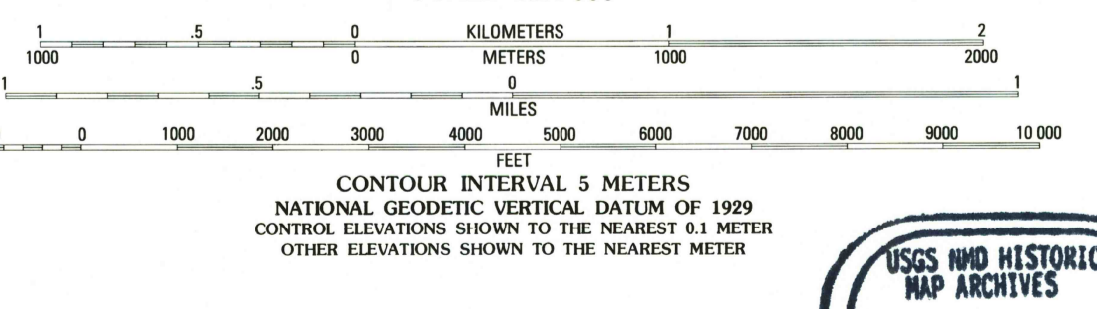 1 .5 0 KILOMETERS 1 2
1000 0 METERS 1000 2000
1 .5 0 1
MILES
0 1000 2000 3000 4000 5000 6000 7000 8000 9000 10 000
FEET
CONTOUR INTERVAL 5 METERS
NATIONAL GEODETIC VERTICAL DATUM OF 1929
CONTROL ELEVATIONS SHOWN TO THE NEAREST 0.1 METER
OTHER ELEVATIONS SHOWN TO THE NEAREST METER
USGS NMD HISTORIC
MAP ARCHIVES